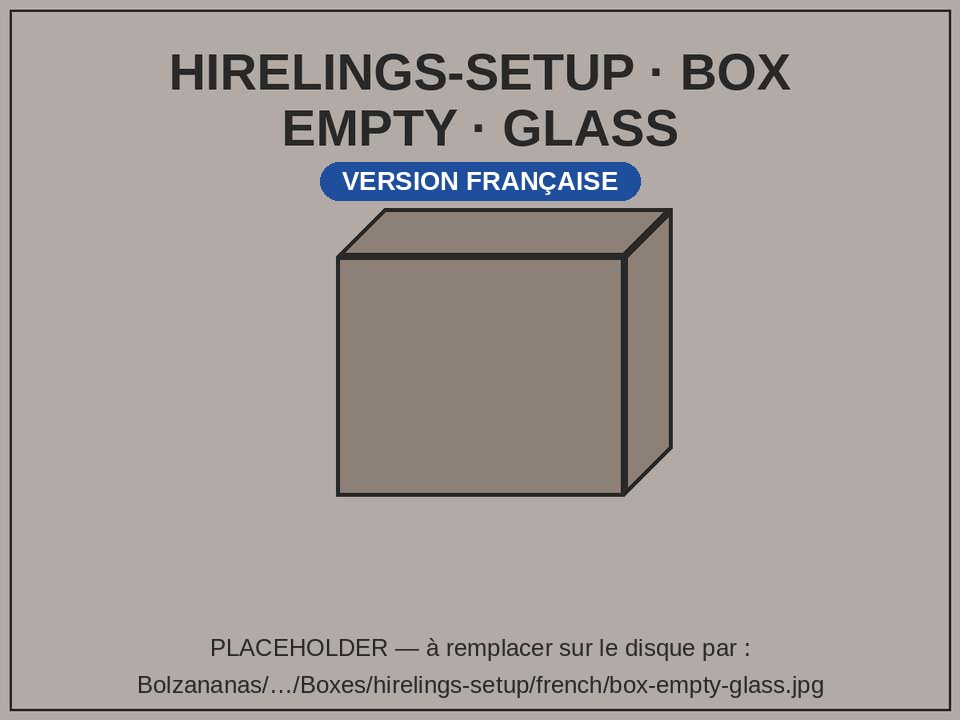 HIRELINGS-SETUP · BOX
EMPTY · GLASS
VERSION FRANÇAISE
PLACEHOLDER — à remplacer sur le disque par :
Bolzananas/…/Boxes/hirelings-setup/french/box-empty-glass.jpg